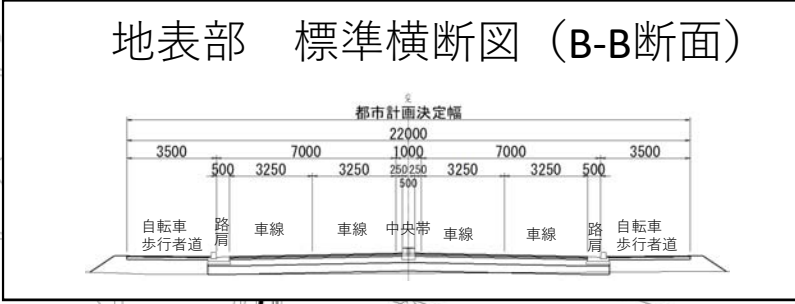 地表部 標準横断図（B-B断面）
℄
都市計画決定幅
22000
3500 7000 1000 7000 3500
500 3250 3250 250 250 3250 3250 500
500
自転車
歩行者道
路
肩
車線
車線
中央帯
車線
車線
路
肩
自転車
歩行者道